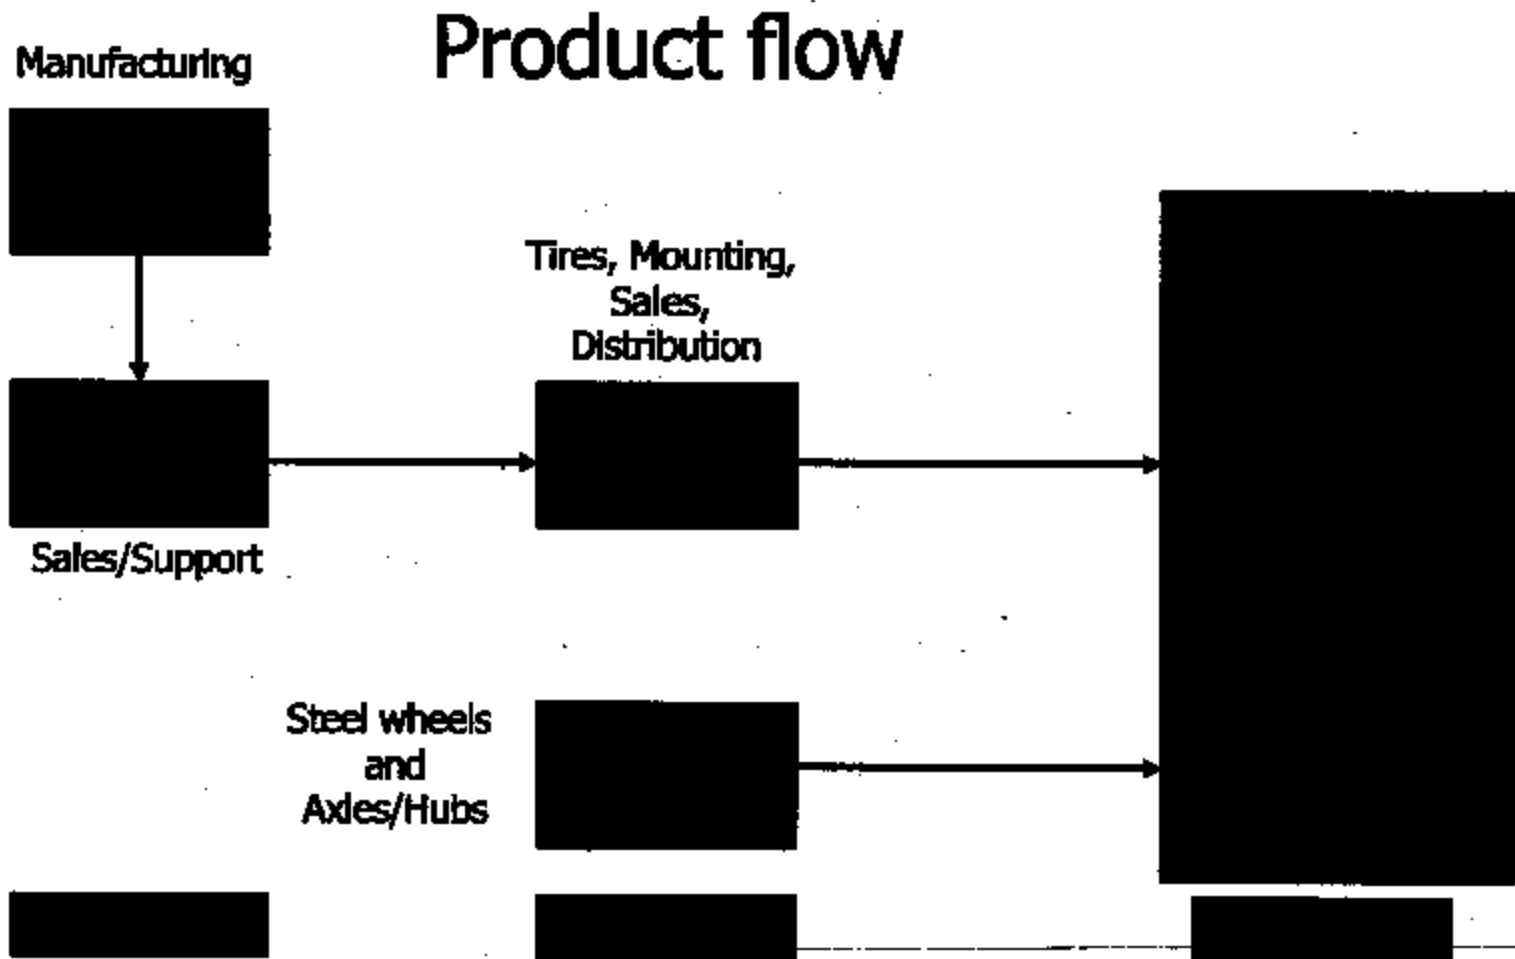 Product flow
Manufacturing
Tires, Mounting,
Sales,
Distribution
Sales/Support
Steel wheels
and
Axles/Hubs